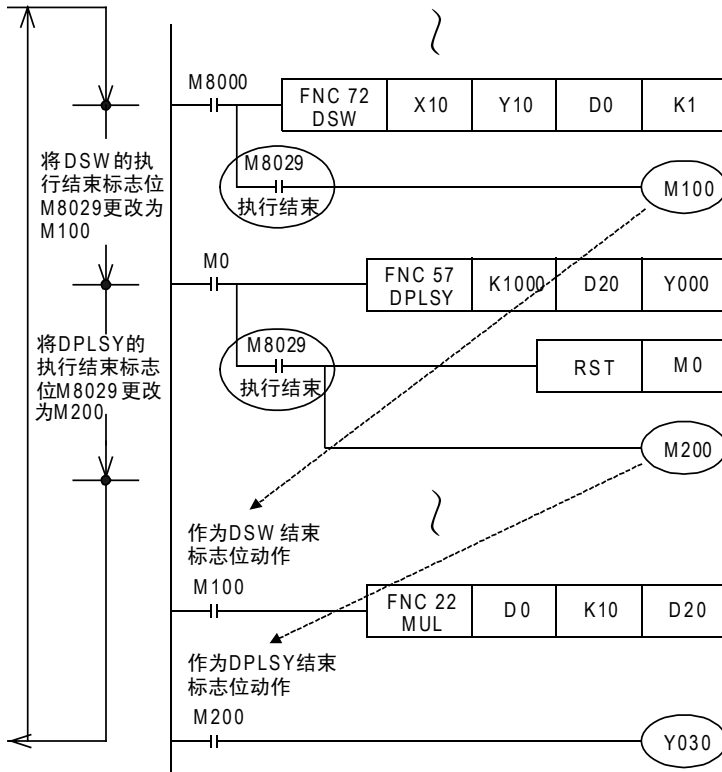 M8000
FNC 72
DSW
X10
Y10
D0
K1
将DSW的执
行结束标志位
M8029更改为
M100
M8029
执行结束
M100
M0
FNC 57
DPLSY
K1000
D20
Y000
将DPLSY的
执行结束标志
位M8029更改
为M200
M8029
执行结束
RST
M0
M200
作为DSW结束
标志位动作
M100
FNC 22
MUL
D0
K10
D20
作为DPLSY结束
标志位动作
M200
Y030